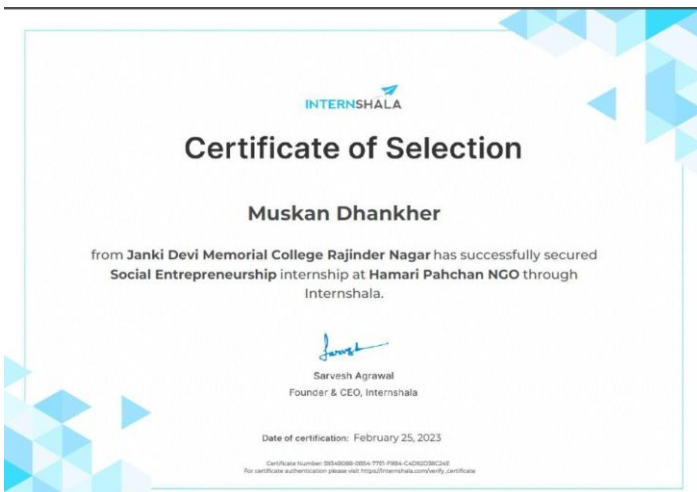 INTERNSHALA
Certificate of Selection
Muskan Dhankher
from Janki Devi Memorial College Rajinder Nagar has successfully secured
Social Entrepreneurship internship at Hamari Pahchan NGO through
Internshala.
Sarvesh Agrawal
Founder & CEO, Internshala
Date of certification: February 25, 2023
Certificate Number:
For certificate authentication please visit https://internshala.com/verify_certificate